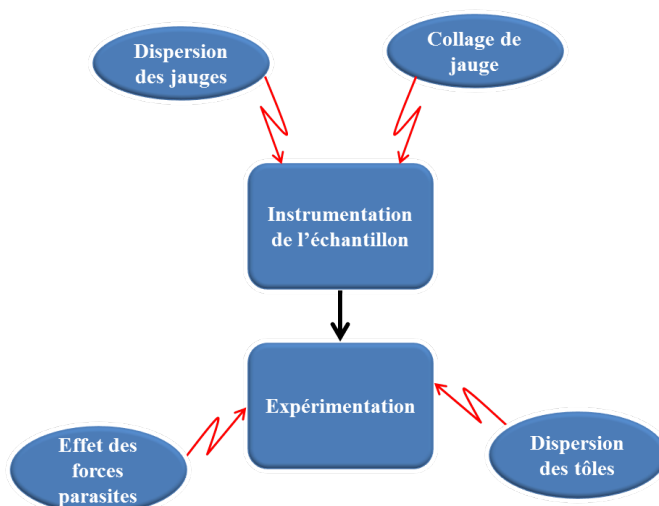 Dispersion
des jauges
Collage de
jauge
Instrumentation
de l'échantillon
Expérimentation
Effet des
forces
parasites
Dispersion
des tôles